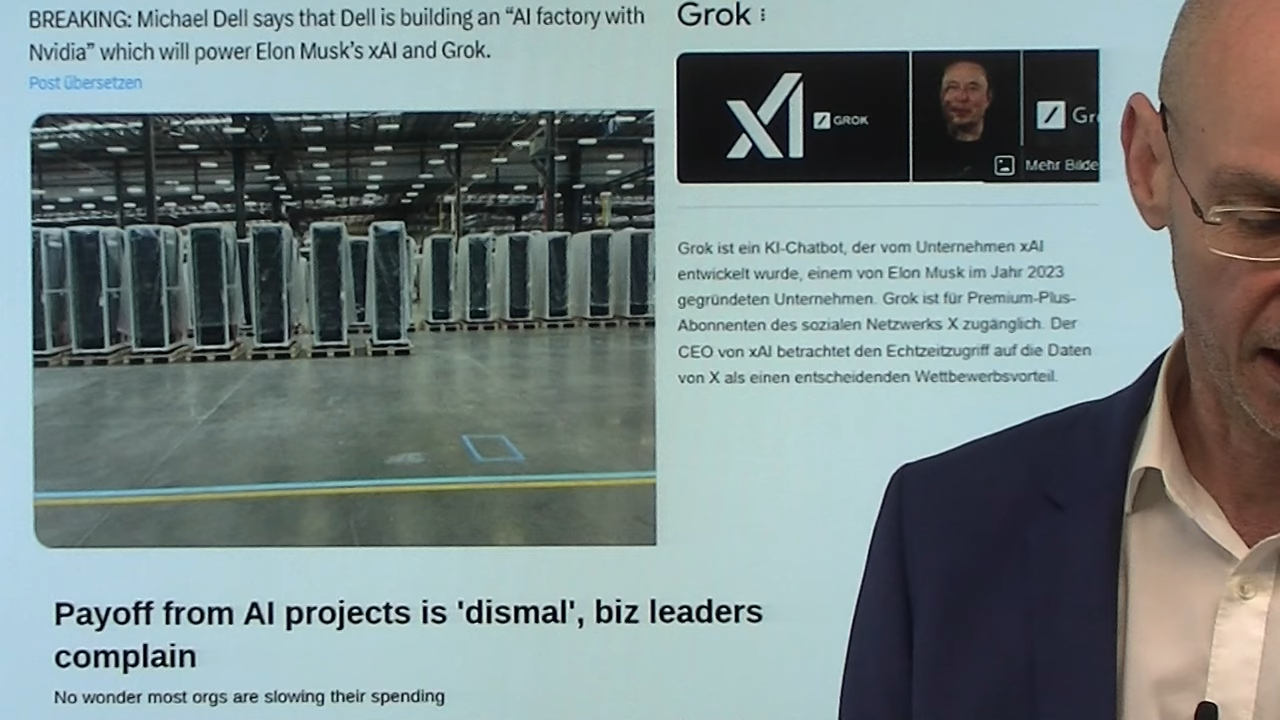 BREAKING: Michael Dell says that Dell is building an “AI factory with
Nvidia” which will power Elon Musk’s xAI and Grok.
Post übersetzen
Grok
xAI
GROK
Mehr Bilde
Grok ist ein KI-Chatbot, der vom Unternehmen xAI
entwickelt wurde, einem von Elon Musk im Jahr 2023
gegründeten Unternehmen. Grok ist für Premium-Plus-
Abonnenten des sozialen Netzwerks X zugänglich. Der
CEO von xAI betrachtet den Echtzeitzugriff auf die Daten
von X als einen entscheidenden Wettbewerbsvorteil.
Payoff from AI projects is 'dismal', biz leaders
complain
No wonder most orgs are slowing their spending